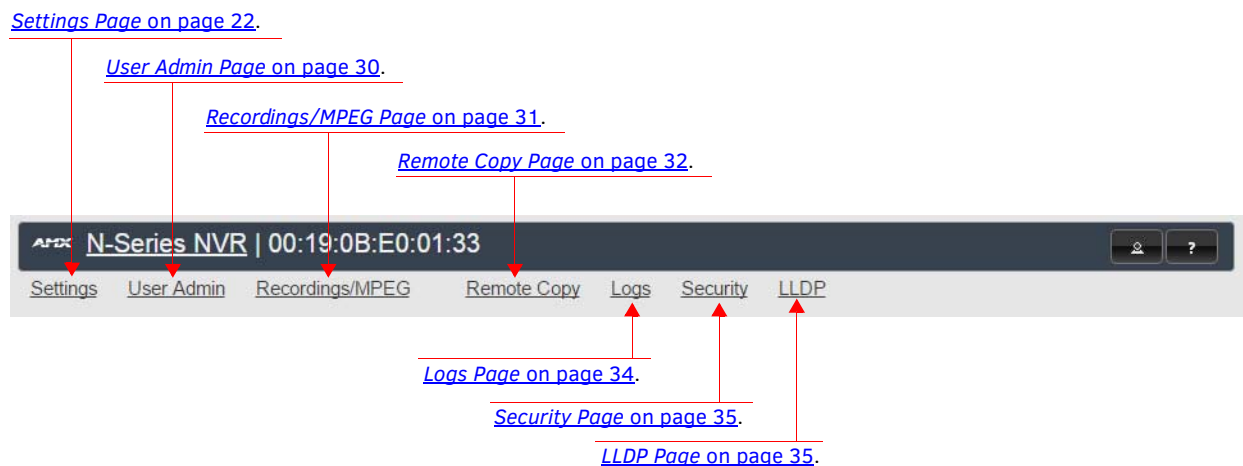 Settings Page on page 22.
User Admin Page on page 30.
Recordings/MPEG Page on page 31.
Remote Copy Page on page 32.
AMX N-Series NVR | 00:19:0B:E0:01:33 ?
Settings User Admin Recordings/MPEG Remote Copy Logs Security LLDP
Logs Page on page 34.
Security Page on page 35.
LLDP Page on page 35.